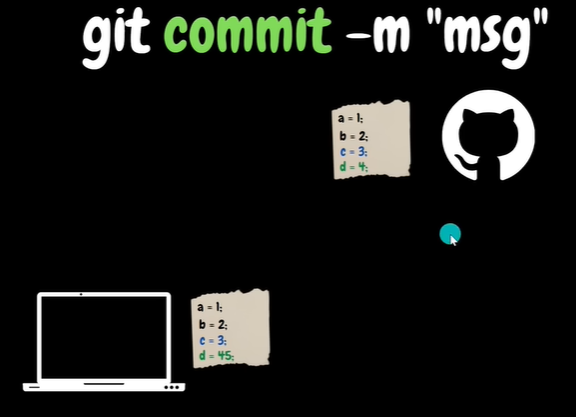 git commit -m "msg"
a = 1;
b = 2;
c = 3;
d = 4;
a = 1;
b = 2;
c = 3;
d = 45;